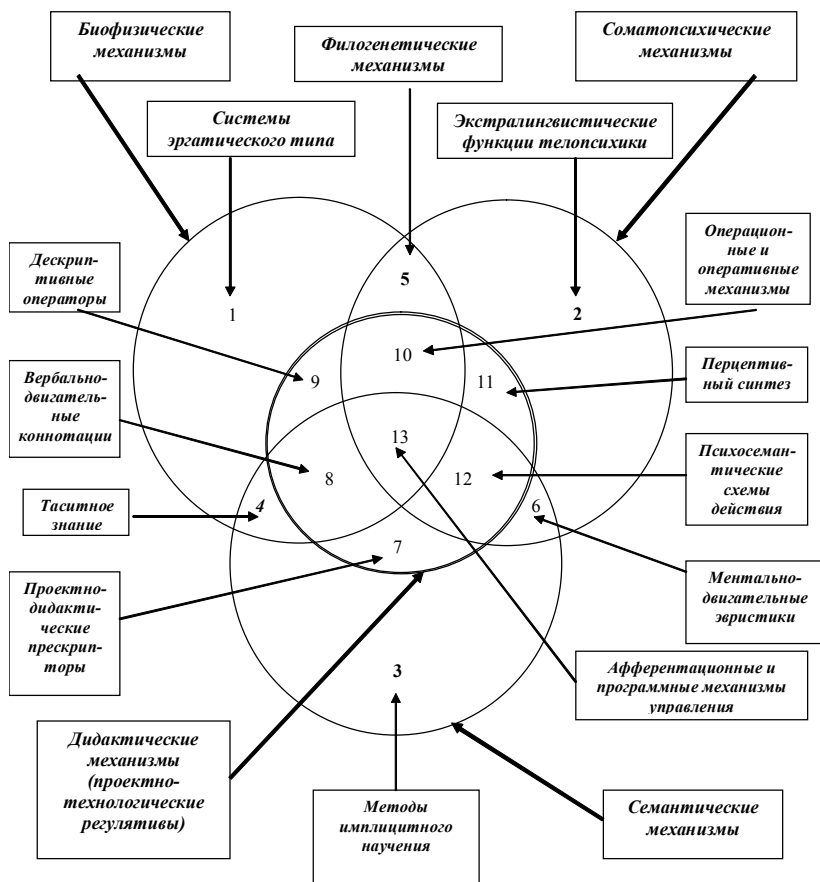 Биофизические
механизмы
Филогенетические
механизмы
Соматопсихические
механизмы
Системы
эргатического типа
Экстралингвистические
функции телопсихики
Дескрип-
тивные
операторы
Операцион-
ные и
оперативные
механизмы
5
1
2
10
9
11
Вербально-
двигатель-
ные
коннотации
Перцептив-
ный синтез
13
8
12
Психосеман-
тические
схемы
действия
Таситное
знание
4
6
7
Проектно-
дидакти-
ческие
прескрип-
торы
Ментально-
двигательные
эвристики
3
Афферентационные и
программные механизмы
управления
Дидактические
механизмы
(проектно-
технологические
регулятивы)
Методы
имплицитного
научения
Семантические
механизмы